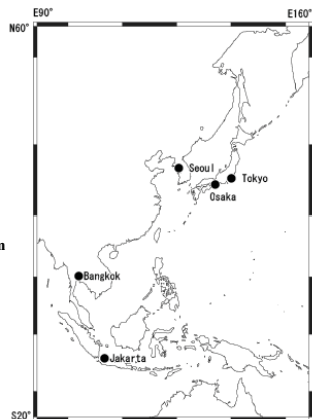 E90° E160°
N60°
Seoul
Tokyo
Osaka
m
Bangkok
Jakarta
S20°